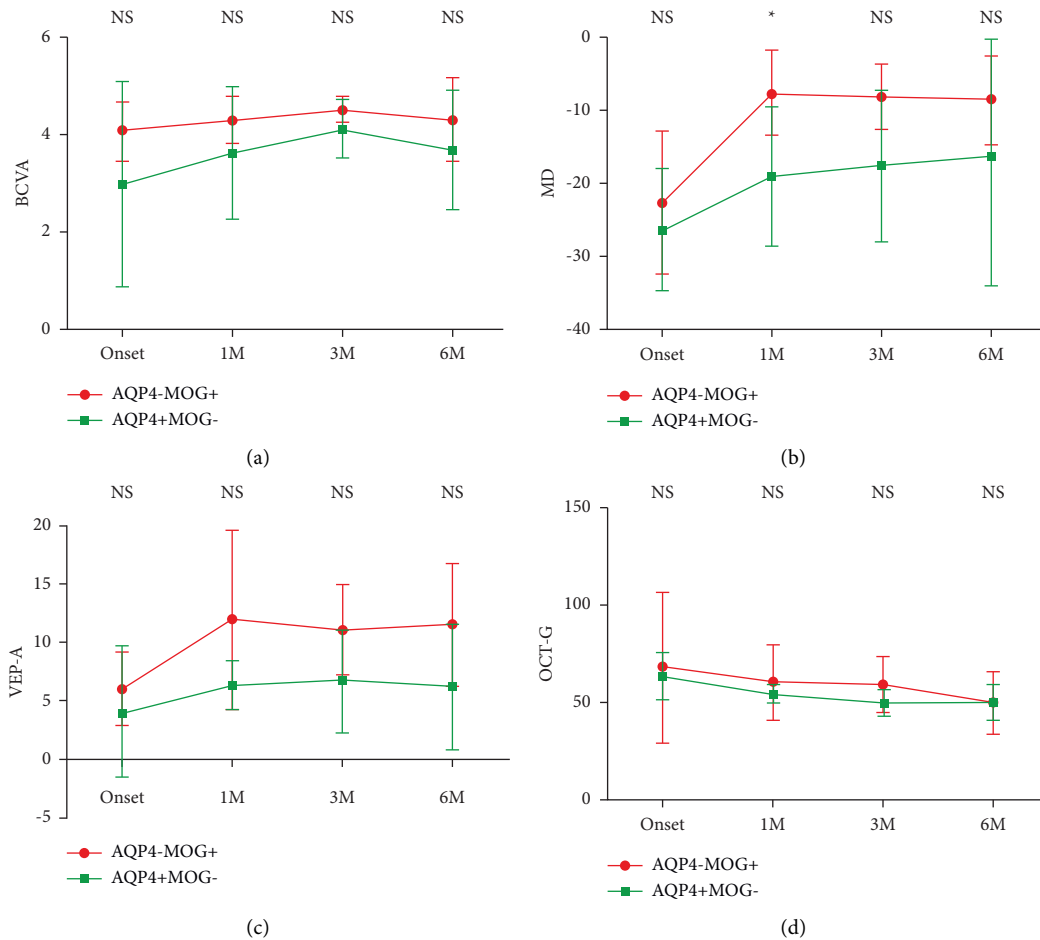 NS NS NS NS
6
4
2
0
BCVA
Onset 1M 3M 6M
AQP4-MOG+
AQP4+MOG-
(a)
NS * NS NS
0
-10
-20
-30
-40
MD
Onset 1M 3M 6M
AQP4-MOG+
AQP4+MOG-
(b)
NS NS NS NS
20
15
10
5
0
-5
VEP-A
Onset 1M 3M 6M
AQP4-MOG+
AQP4+MOG-
(c)
NS NS NS NS
150
100
50
0
OCT-G
Onset 1M 3M 6M
AQP4-MOG+
AQP4+MOG-
(d)